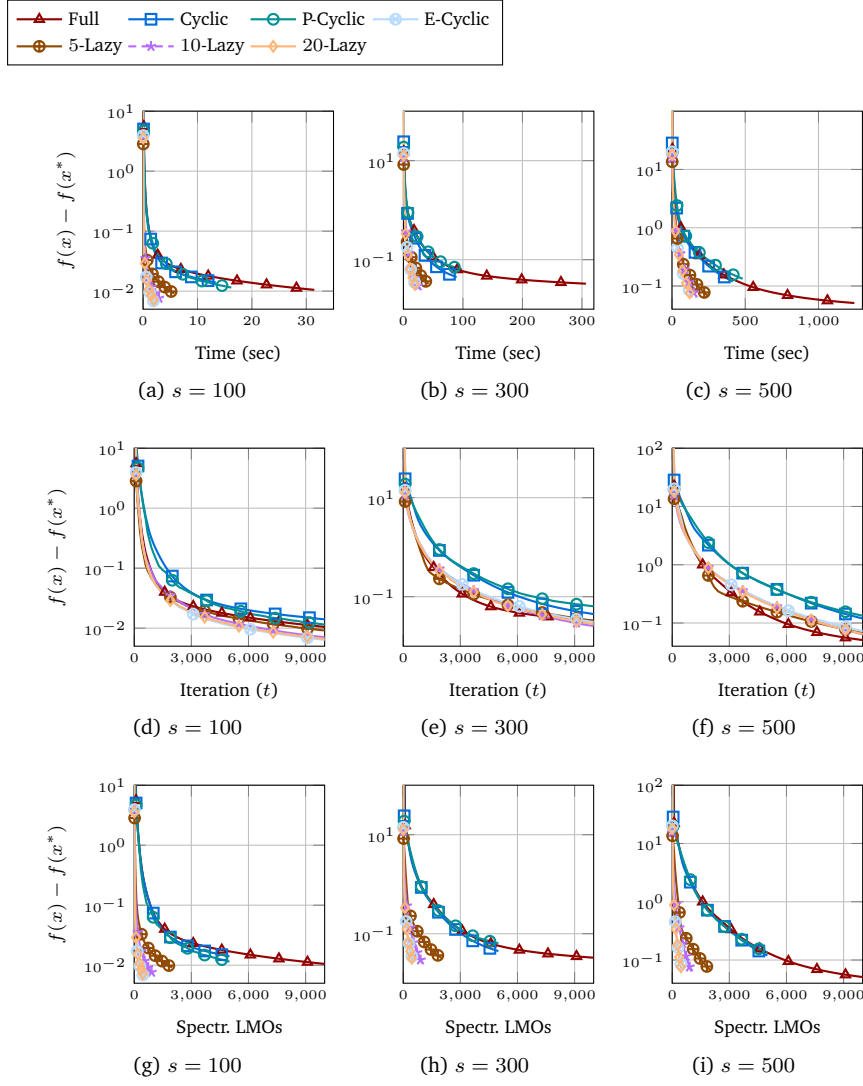 Full Cyclic P-Cyclic E-Cyclic
5-Lazy 10-Lazy 20-Lazy
f(x) − f(x*)
10^1
10^0
10^−1
10^−2
0 10 20 30
Time (sec)
(a) s = 100
10^1
10^−1
0 100 200 300
Time (sec)
(b) s = 300
10^1
10^0
10^−1
0 500 1,000
Time (sec)
(c) s = 500
f(x) − f(x*)
10^1
10^0
10^−1
10^−2
0 3,000 6,000 9,000
Iteration (t)
(d) s = 100
10^1
10^−1
0 3,000 6,000 9,000
Iteration (t)
(e) s = 300
10^2
10^1
10^0
10^−1
0 3,000 6,000 9,000
Iteration (t)
(f) s = 500
f(x) − f(x*)
10^1
10^0
10^−1
10^−2
0 3,000 6,000 9,000
Spectr. LMOs
(g) s = 100
10^1
10^−1
0 3,000 6,000 9,000
Spectr. LMOs
(h) s = 300
10^2
10^1
10^0
10^−1
0 3,000 6,000 9,000
Spectr. LMOs
(i) s = 500